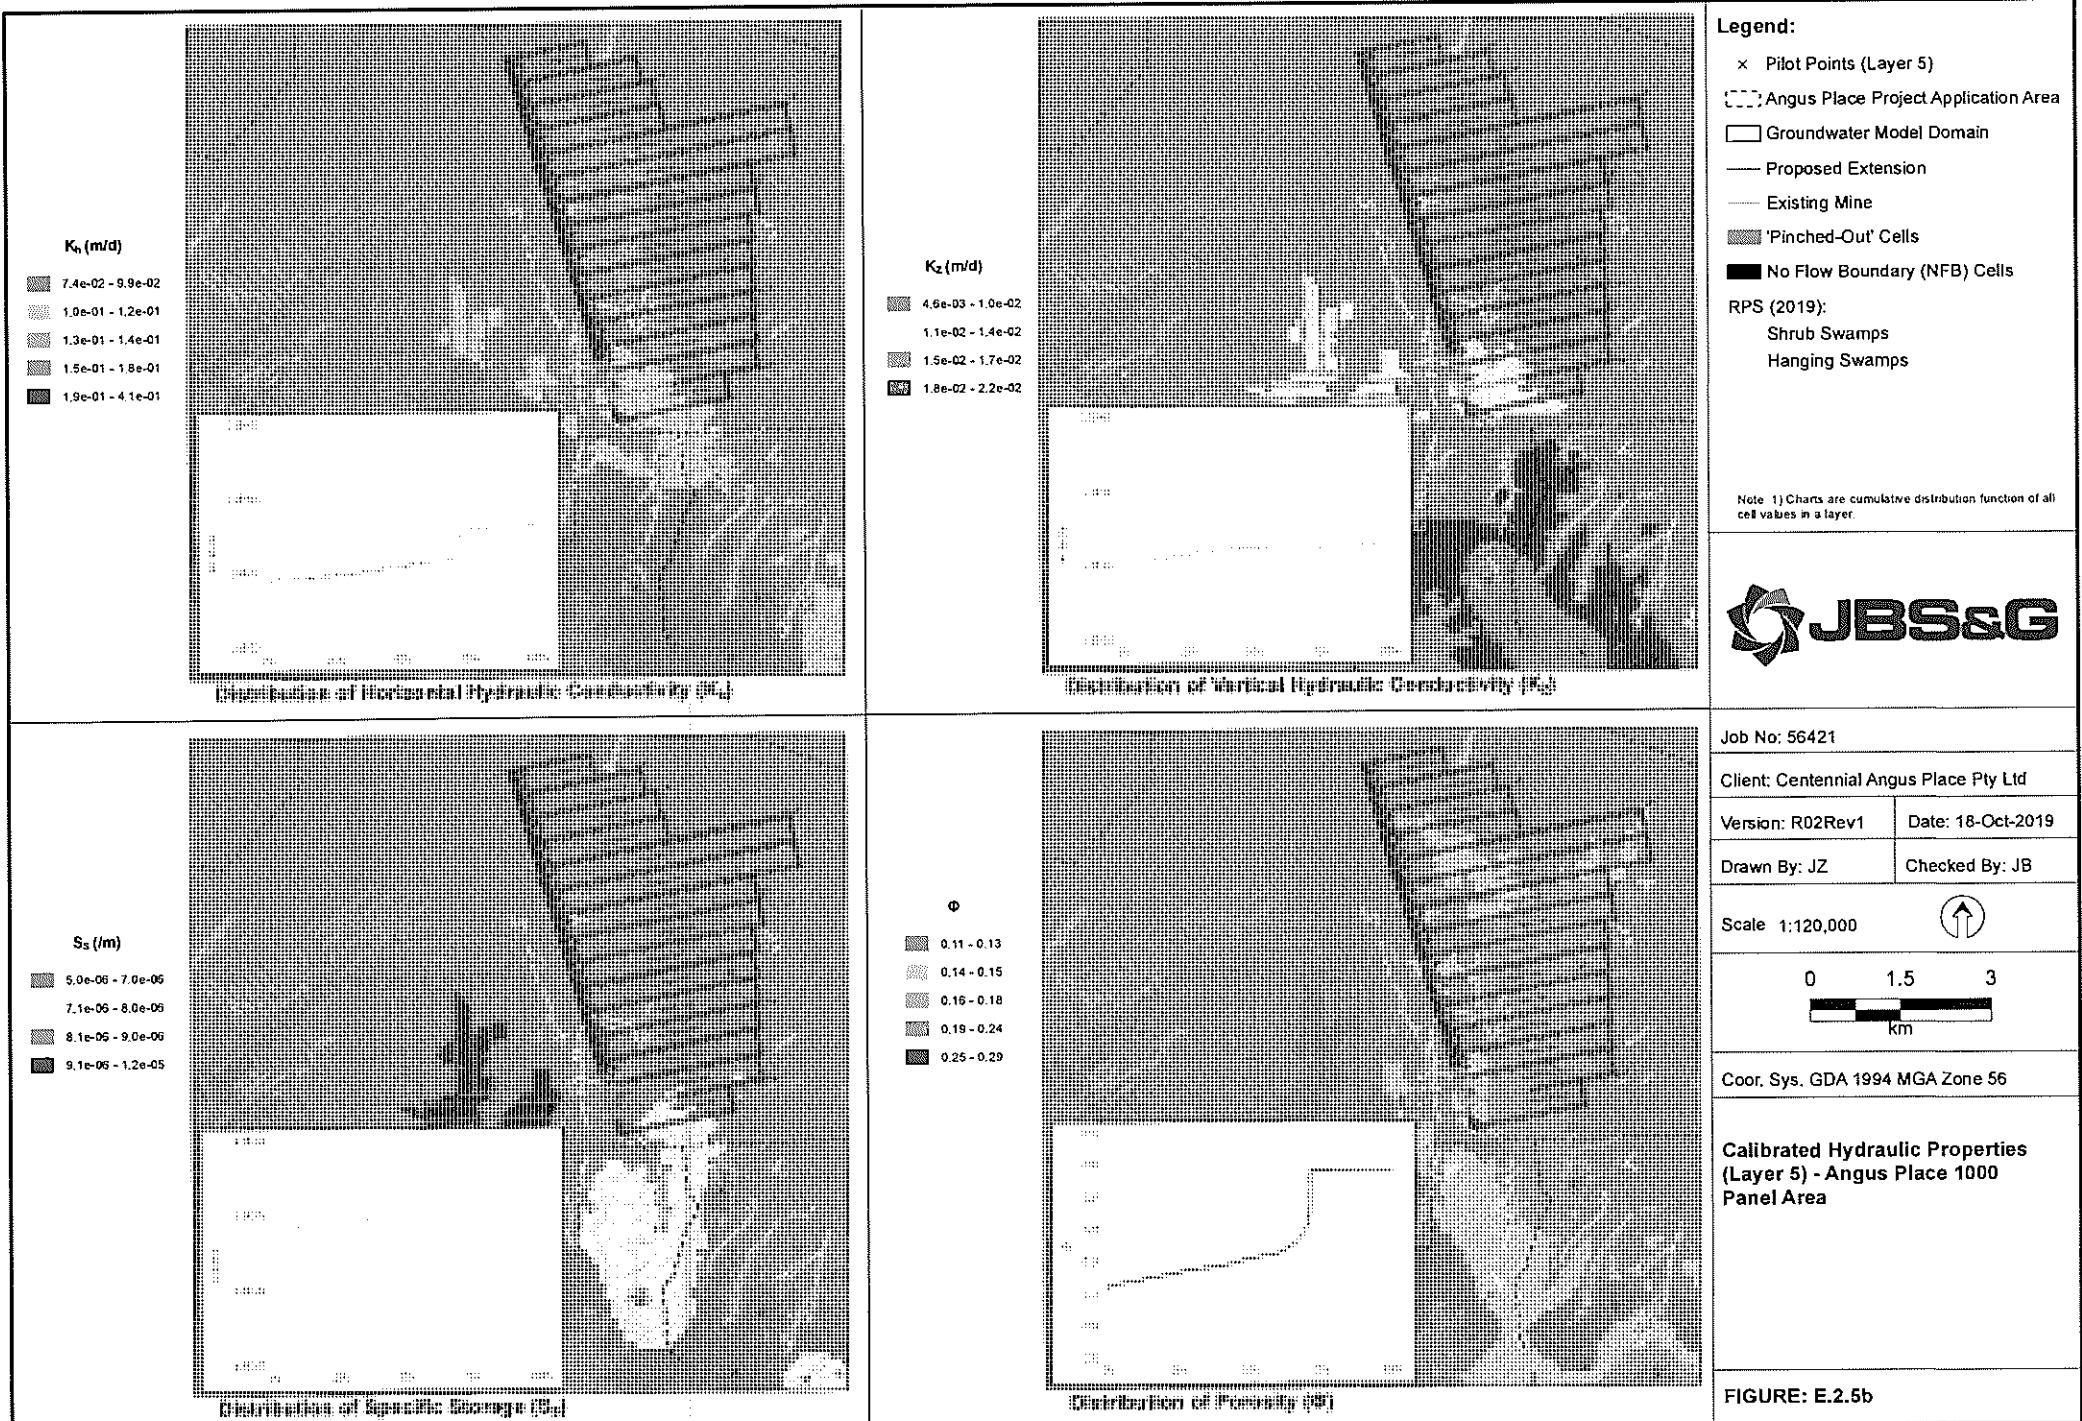 Kh (m/d)
7.4e-02 - 9.9e-02
1.0e-01 - 1.2e-01
1.3e-01 - 1.4e-01
1.5e-01 - 1.8e-01
1.9e-01 - 4.1e-01
Distribution of Horizontal Hydraulic Conductivity (Kh)
Kz (m/d)
4.6e-03 - 1.0e-02
1.1e-02 - 1.4e-02
1.5e-02 - 1.7e-02
1.8e-02 - 2.2e-02
Distribution of Vertical Hydraulic Conductivity (Kz)
Ss (/m)
5.0e-06 - 7.0e-06
7.1e-06 - 8.0e-06
8.1e-06 - 9.0e-06
9.1e-06 - 1.2e-05
Distribution of Specific Storage (Ss)
Φ
0.11 - 0.13
0.14 - 0.15
0.16 - 0.18
0.19 - 0.24
0.25 - 0.29
Distribution of Porosity (Φ)
Legend:
Pilot Points (Layer 5)
Angus Place Project Application Area
Groundwater Model Domain
Proposed Extension
Existing Mine
'Pinched-Out' Cells
No Flow Boundary (NFB) Cells
RPS (2019):
Shrub Swamps
Hanging Swamps
Note 1) Charts are cumulative distribution function of all
cell values in a layer.
JBS&G
Job No: 56421
Client: Centennial Angus Place Pty Ltd
Version: R02Rev1 Date: 18-Oct-2019
Drawn By: JZ Checked By: JB
Scale 1:120,000
0 1.5 3
km
Coor. Sys. GDA 1994 MGA Zone 56
Calibrated Hydraulic Properties
(Layer 5) - Angus Place 1000
Panel Area
FIGURE: E.2.5b